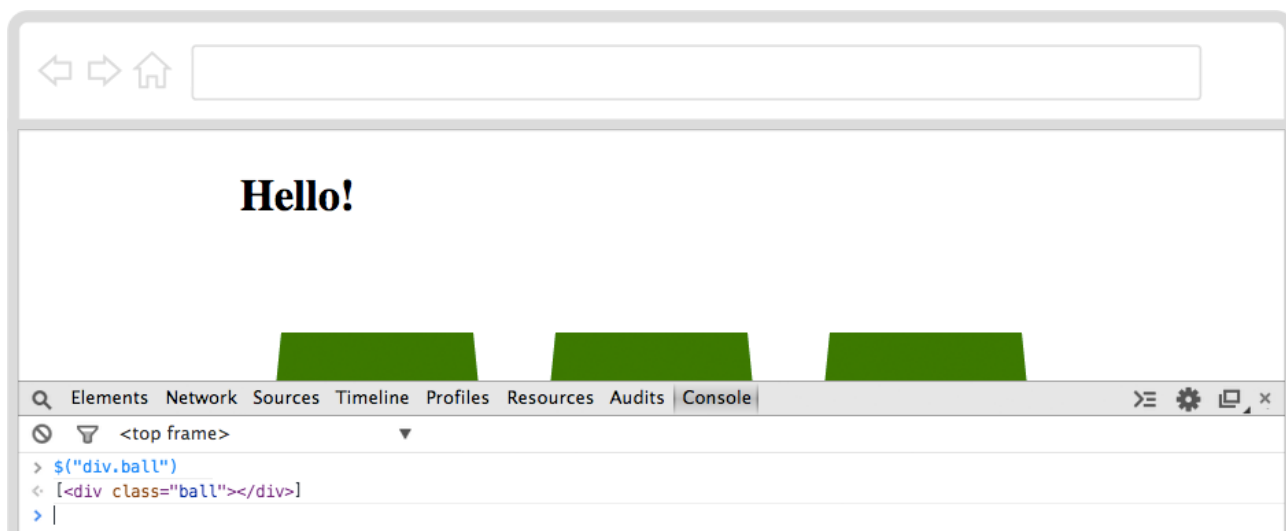 Hello!
Elements Network Sources Timeline Profiles Resources Audits Console
<top frame>
$("div.ball")
[<div class="ball"></div>]